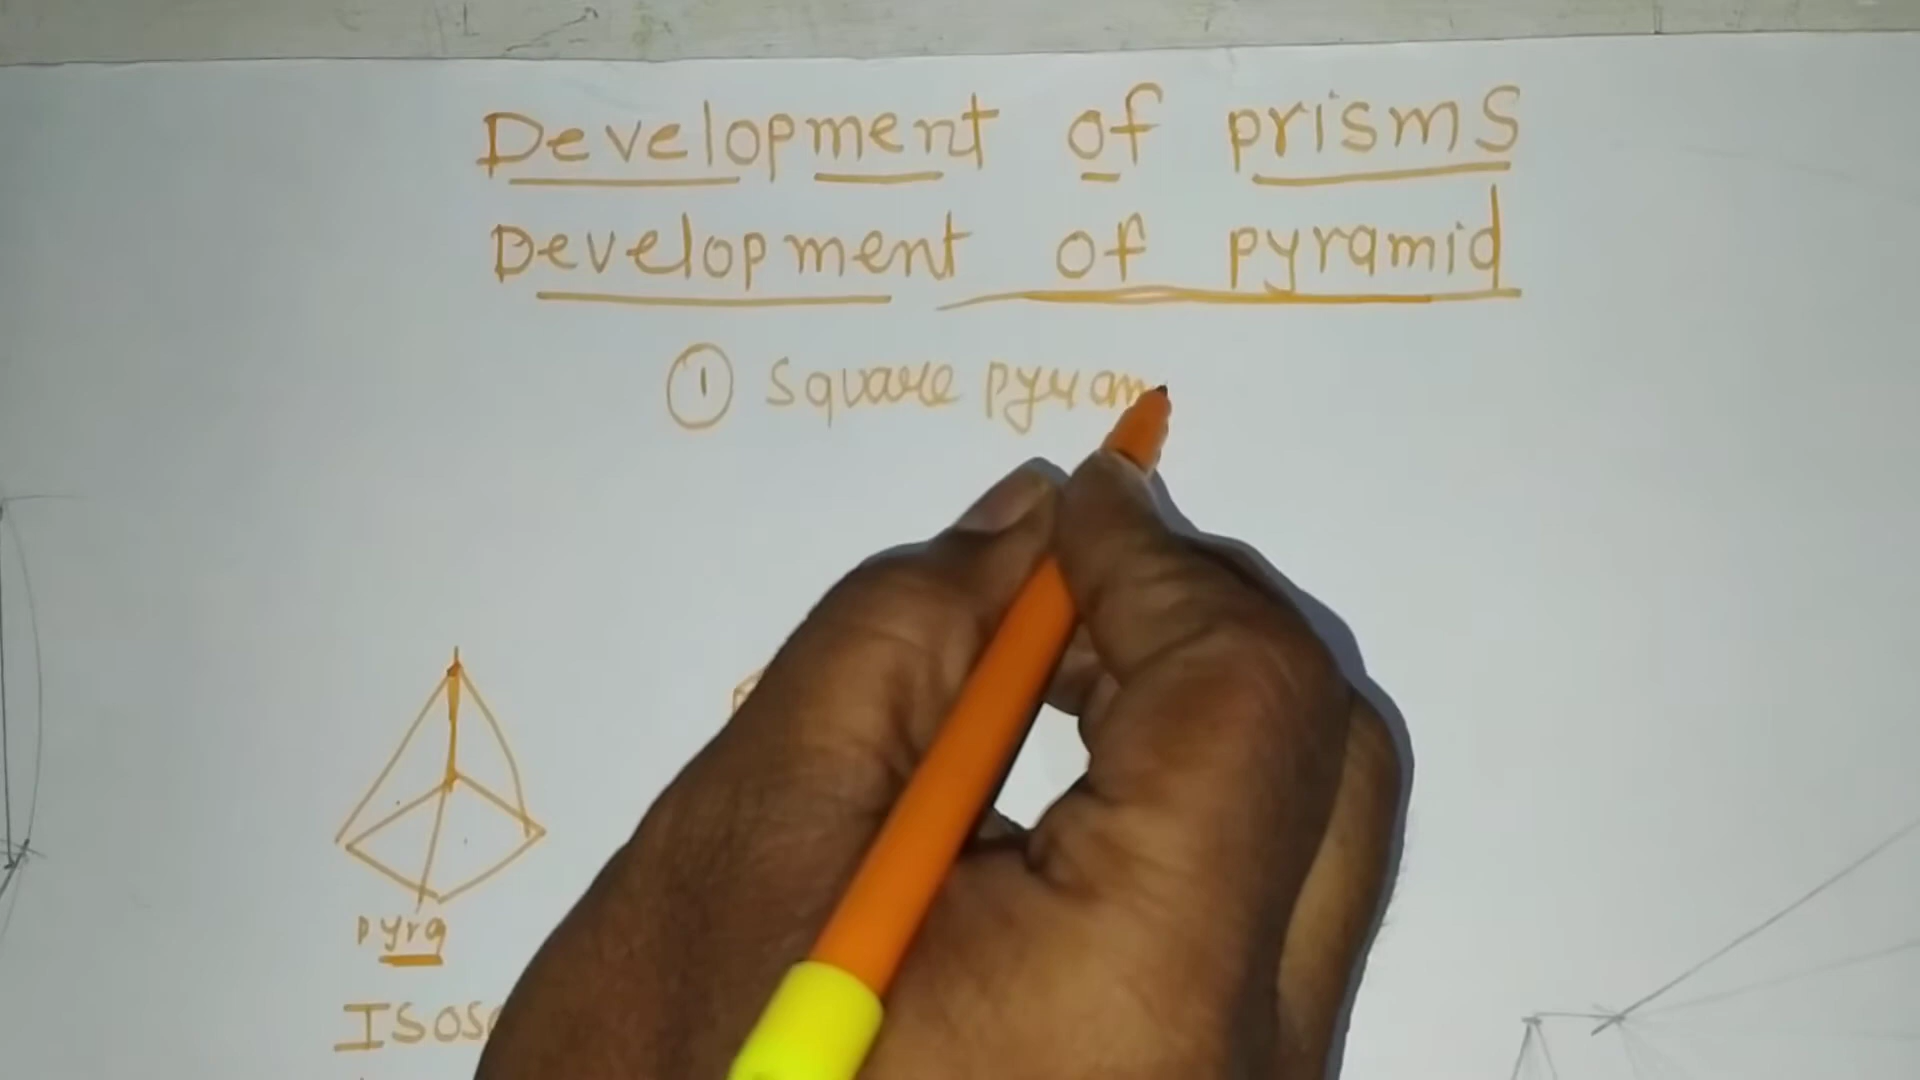 Development of prisms
Development of pyramid
① Square pyram
pyra
Isos